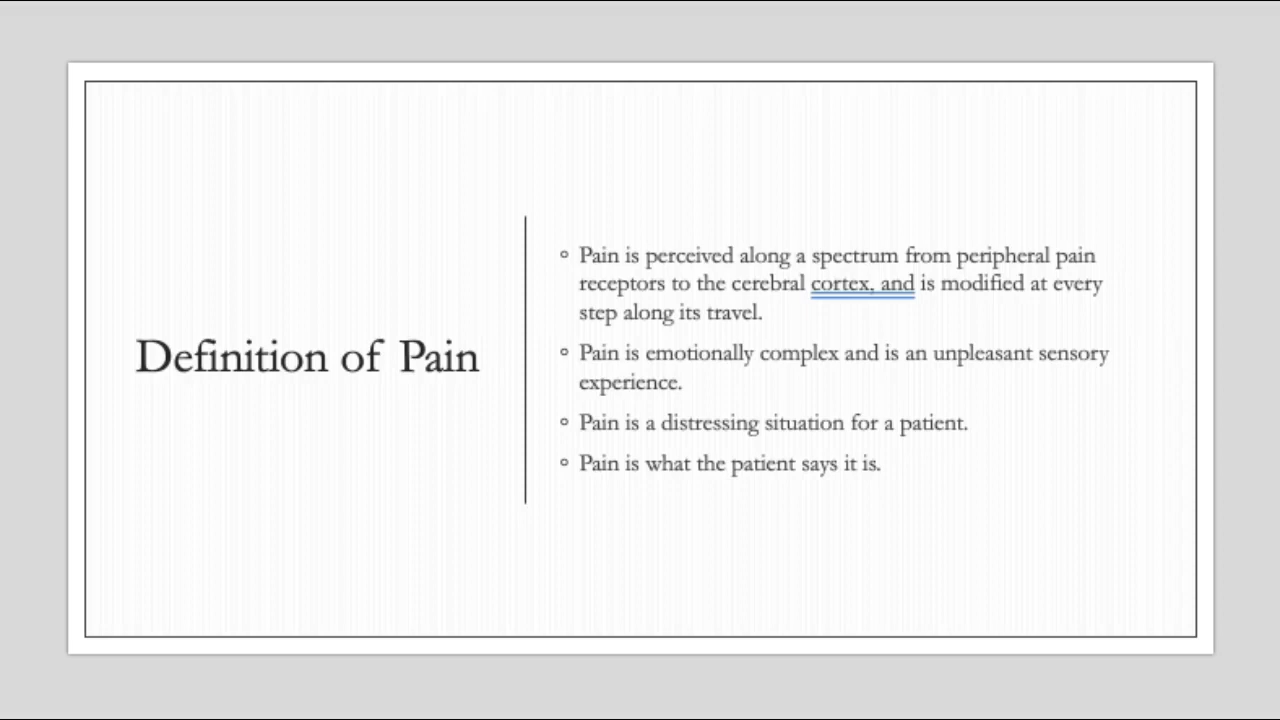 Definition of Pain
Pain is perceived along a spectrum from peripheral pain
receptors to the cerebral cortex, and is modified at every
step along its travel.
Pain is emotionally complex and is an unpleasant sensory
experience.
Pain is a distressing situation for a patient.
Pain is what the patient says it is.